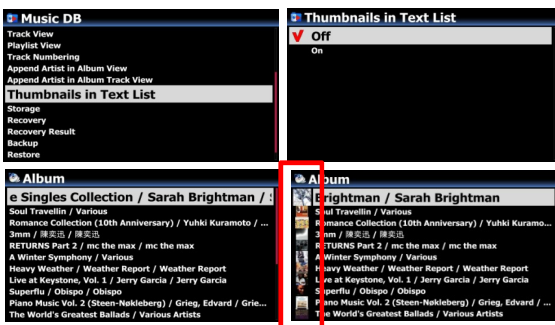 Music DB
Track View
Playlist View
Track Numbering
Append Artist in Album View
Append Artist in Album Track View
Thumbnails in Text List
Storage
Recovery
Recovery Result
Backup
Restore
Thumbnails in Text List
Off
On
Album
e Singles Collection / Sarah Brightman / S
Soul Travellin / Various
Romance Collection (10th Anniversary) / Yuhki Kuramoto / ...
3mm / 陳奕迅 / 陳奕迅
RETURNS Part 2 / mc the max / mc the max
A Winter Symphony / Various
Heavy Weather / Weather Report / Weather Report
Live at Keystone, Vol. 1 / Jerry Garcia / Jerry Garcia
Superflu / Obispo / Obispo
Piano Music Vol. 2 (Steen-Nøkleberg) / Grieg, Edvard / Grie...
The World's Greatest Ballads / Various Artists
Album
Brightman / Sarah Brightman
Soul Travellin / Various
Romance Collection (10th Anniversary) / Yuhki Kuramo...
3mm / 陳奕迅 / 陳奕迅
RETURNS Part 2 / mc the max / mc the max
A Winter Symphony / Various
Heavy Weather / Weather Report / Weather Report
Live at Keystone, Vol. 1 / Jerry Garcia / Jerry Garcia
Superflu / Obispo / Obispo
Piano Music Vol. 2 (Steen-Nøkleberg) / Grieg, Edvard / ...
The World's Greatest Ballads / Various Artists